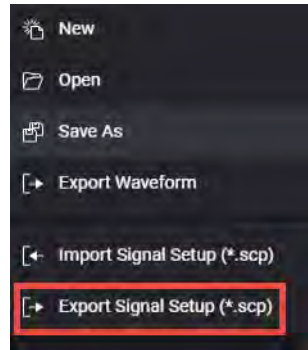 New
Open
Save As
Export Waveform
Import Signal Setup (*.scp)
Export Signal Setup (*.scp)